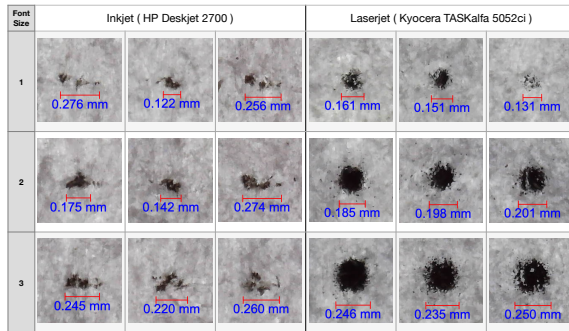 Font Size Inkjet ( HP Deskjet 2700 ) Laserjet ( Kyocera TASKalfa 5052ci )
1
0.276 mm 0.122 mm 0.256 mm 0.161 mm 0.151 mm 0.131 mm
2
0.175 mm 0.142 mm 0.274 mm 0.185 mm 0.198 mm 0.201 mm
3
0.245 mm 0.220 mm 0.260 mm 0.246 mm 0.235 mm 0.250 mm